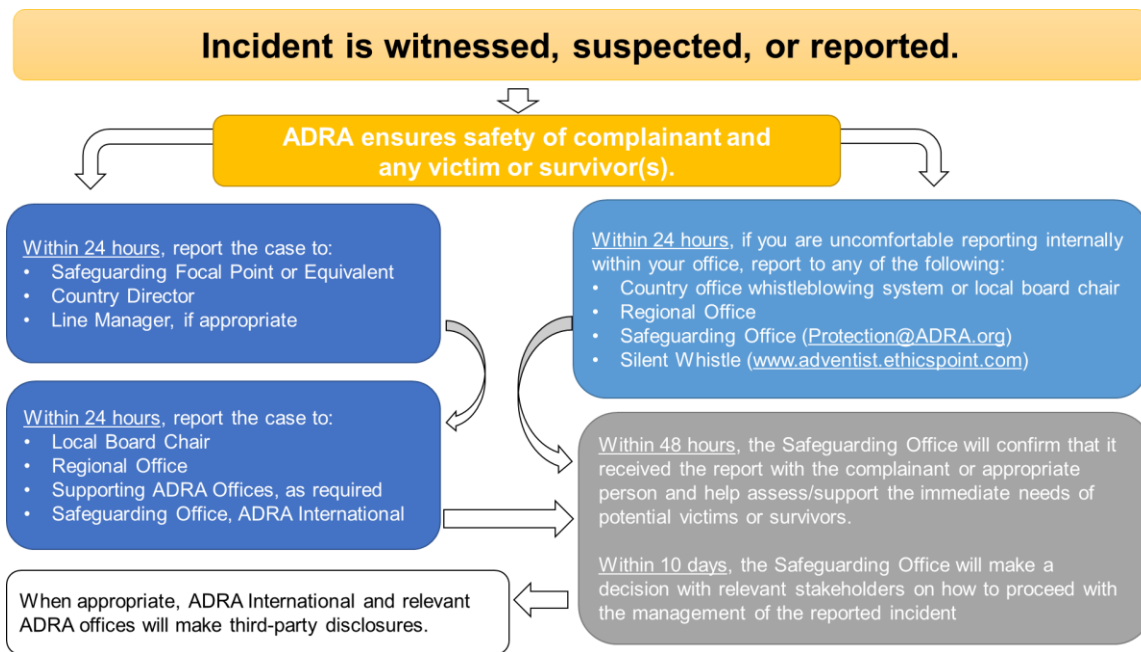 Incident is witnessed, suspected, or reported.
ADRA ensures safety of complainant and
any victim or survivor(s).
Within 24 hours, report the case to:
• Safeguarding Focal Point or Equivalent
• Country Director
• Line Manager, if appropriate
Within 24 hours, if you are uncomfortable reporting internally
within your office, report to any of the following:
• Country office whistleblowing system or local board chair
• Regional Office
• Safeguarding Office (Protection@ADRA.org)
• Silent Whistle (www.adventist.ethicspoint.com)
Within 24 hours, report the case to:
• Local Board Chair
• Regional Office
• Supporting ADRA Offices, as required
• Safeguarding Office, ADRA International
Within 48 hours, the Safeguarding Office will confirm that it
received the report with the complainant or appropriate
person and help assess/support the immediate needs of
potential victims or survivors.
Within 10 days, the Safeguarding Office will make a
decision with relevant stakeholders on how to proceed with
the management of the reported incident
When appropriate, ADRA International and relevant
ADRA offices will make third-party disclosures.